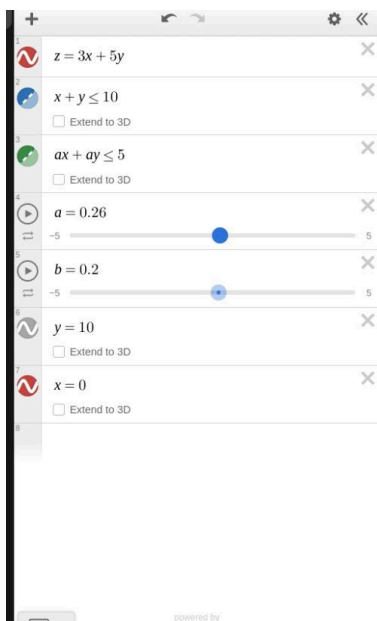 1
z = 3x + 5y
2
x + y ≤ 10
Extend to 3D
3
ax + ay ≤ 5
Extend to 3D
4
a = 0.26
-5 5
5
b = 0.2
-5 5
6
y = 10
Extend to 3D
7
x = 0
Extend to 3D
8
powered by